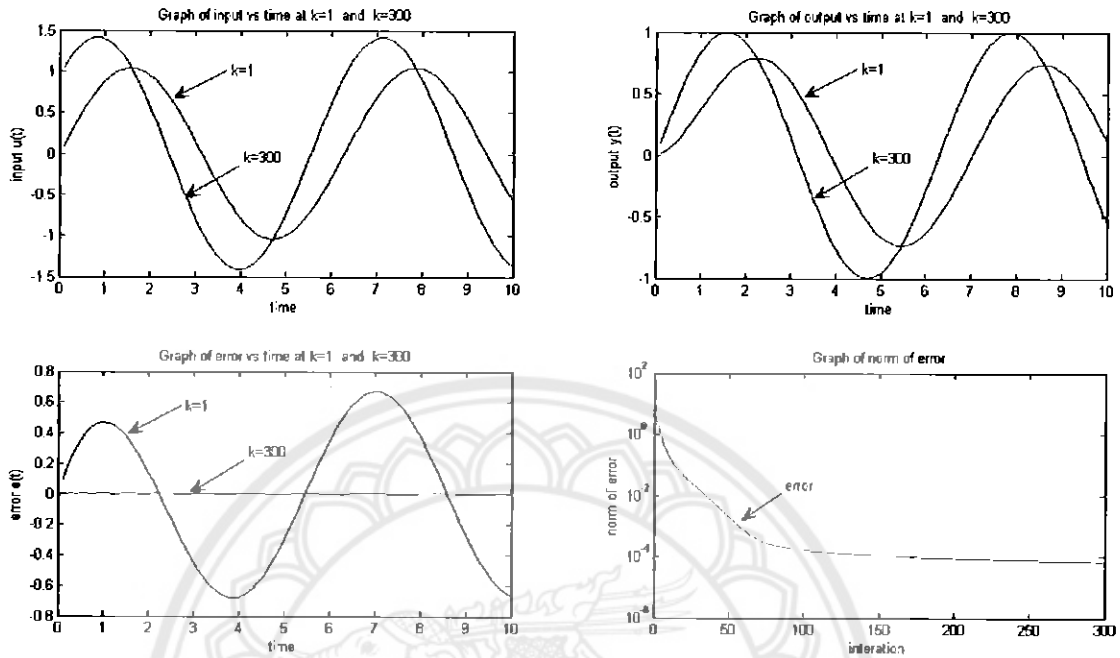 Graph of input vs time at k=1 and k=300
1.5
1
0.5
0
-0.5
-1
-1.5
input u(t)
k=1
k=300
0 1 2 3 4 5 6 7 8 9 10
time
Graph of output vs time at k=1 and k=300
1
0.5
0
-0.5
-1
output y(t)
k=1
k=300
0 1 2 3 4 5 6 7 8 9 10
time
Graph of error vs time at k=1 and k=300
0.8
0.6
0.4
0.2
0
-0.2
-0.4
-0.6
-0.8
error e(t)
k=1
k=300
0 1 2 3 4 5 6 7 8 9 10
time
Graph of norm of error
10^2
10^0
10^-2
10^-4
norm of error
error
0 50 100 150 200 250 300
interation